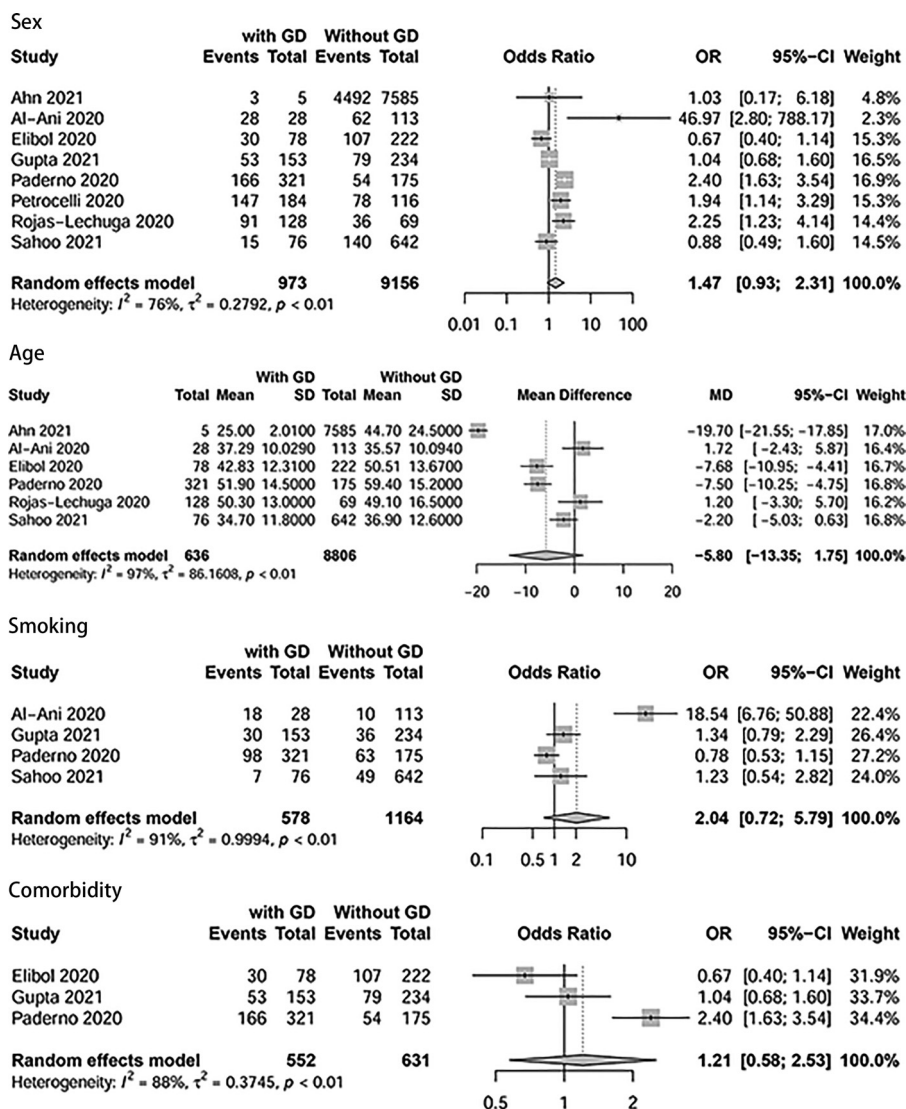 Sex
with GD Without GD
Study Events Total Events Total Odds Ratio OR 95%-CI Weight
Ahn 2021 3 5 4492 7585 1.03 [0.17; 6.18] 4.8%
Al-Ani 2020 28 28 62 113 46.97 [2.80; 788.17] 2.3%
Elibol 2020 30 78 107 222 0.67 [0.40; 1.14] 15.3%
Gupta 2021 53 153 79 234 1.04 [0.68; 1.60] 16.5%
Paderno 2020 166 321 54 175 2.40 [1.63; 3.54] 16.9%
Petrocelli 2020 147 184 78 116 1.94 [1.14; 3.29] 15.3%
Rojas-Lechuga 2020 91 128 36 69 2.25 [1.23; 4.14] 14.4%
Sahoo 2021 15 76 140 642 0.88 [0.49; 1.60] 14.5%
Random effects model 973 9156 1.47 [0.93; 2.31] 100.0%
Heterogeneity: I² = 76%, τ² = 0.2792, p < 0.01
0.01 0.1 1 10 100
Age
With GD Without GD
Study Total Mean SD Total Mean SD Mean Difference MD 95%-CI Weight
Ahn 2021 5 25.00 2.0100 7585 44.70 24.5000 -19.70 [-21.55; -17.85] 17.0%
Al-Ani 2020 28 37.29 10.0290 113 35.57 10.0940 1.72 [-2.43; 5.87] 16.4%
Elibol 2020 78 42.83 12.3100 222 50.51 13.6700 -7.68 [-10.95; -4.41] 16.7%
Paderno 2020 321 51.90 14.5000 175 59.40 15.2000 -7.50 [-10.25; -4.75] 16.8%
Rojas-Lechuga 2020 128 50.30 13.0000 69 49.10 16.5000 1.20 [-3.30; 5.70] 16.2%
Sahoo 2021 76 34.70 11.8000 642 36.90 12.6000 -2.20 [-5.03; 0.63] 16.8%
Random effects model 636 8806 -5.80 [-13.35; 1.75] 100.0%
Heterogeneity: I² = 97%, τ² = 86.1608, p < 0.01
-20 -10 0 10 20
Smoking
with GD Without GD
Study Events Total Events Total Odds Ratio OR 95%-CI Weight
Al-Ani 2020 18 28 10 113 18.54 [6.76; 50.88] 22.4%
Gupta 2021 30 153 36 234 1.34 [0.79; 2.29] 26.4%
Paderno 2020 98 321 63 175 0.78 [0.53; 1.15] 27.2%
Sahoo 2021 7 76 49 642 1.23 [0.54; 2.82] 24.0%
Random effects model 578 1164 2.04 [0.72; 5.79] 100.0%
Heterogeneity: I² = 91%, τ² = 0.9994, p < 0.01
0.1 0.5 1 2 10
Comorbidity
with GD Without GD
Study Events Total Events Total Odds Ratio OR 95%-CI Weight
Elibol 2020 30 78 107 222 0.67 [0.40; 1.14] 31.9%
Gupta 2021 53 153 79 234 1.04 [0.68; 1.60] 33.7%
Paderno 2020 166 321 54 175 2.40 [1.63; 3.54] 34.4%
Random effects model 552 631 1.21 [0.58; 2.53] 100.0%
Heterogeneity: I² = 88%, τ² = 0.3745, p < 0.01
0.5 1 2